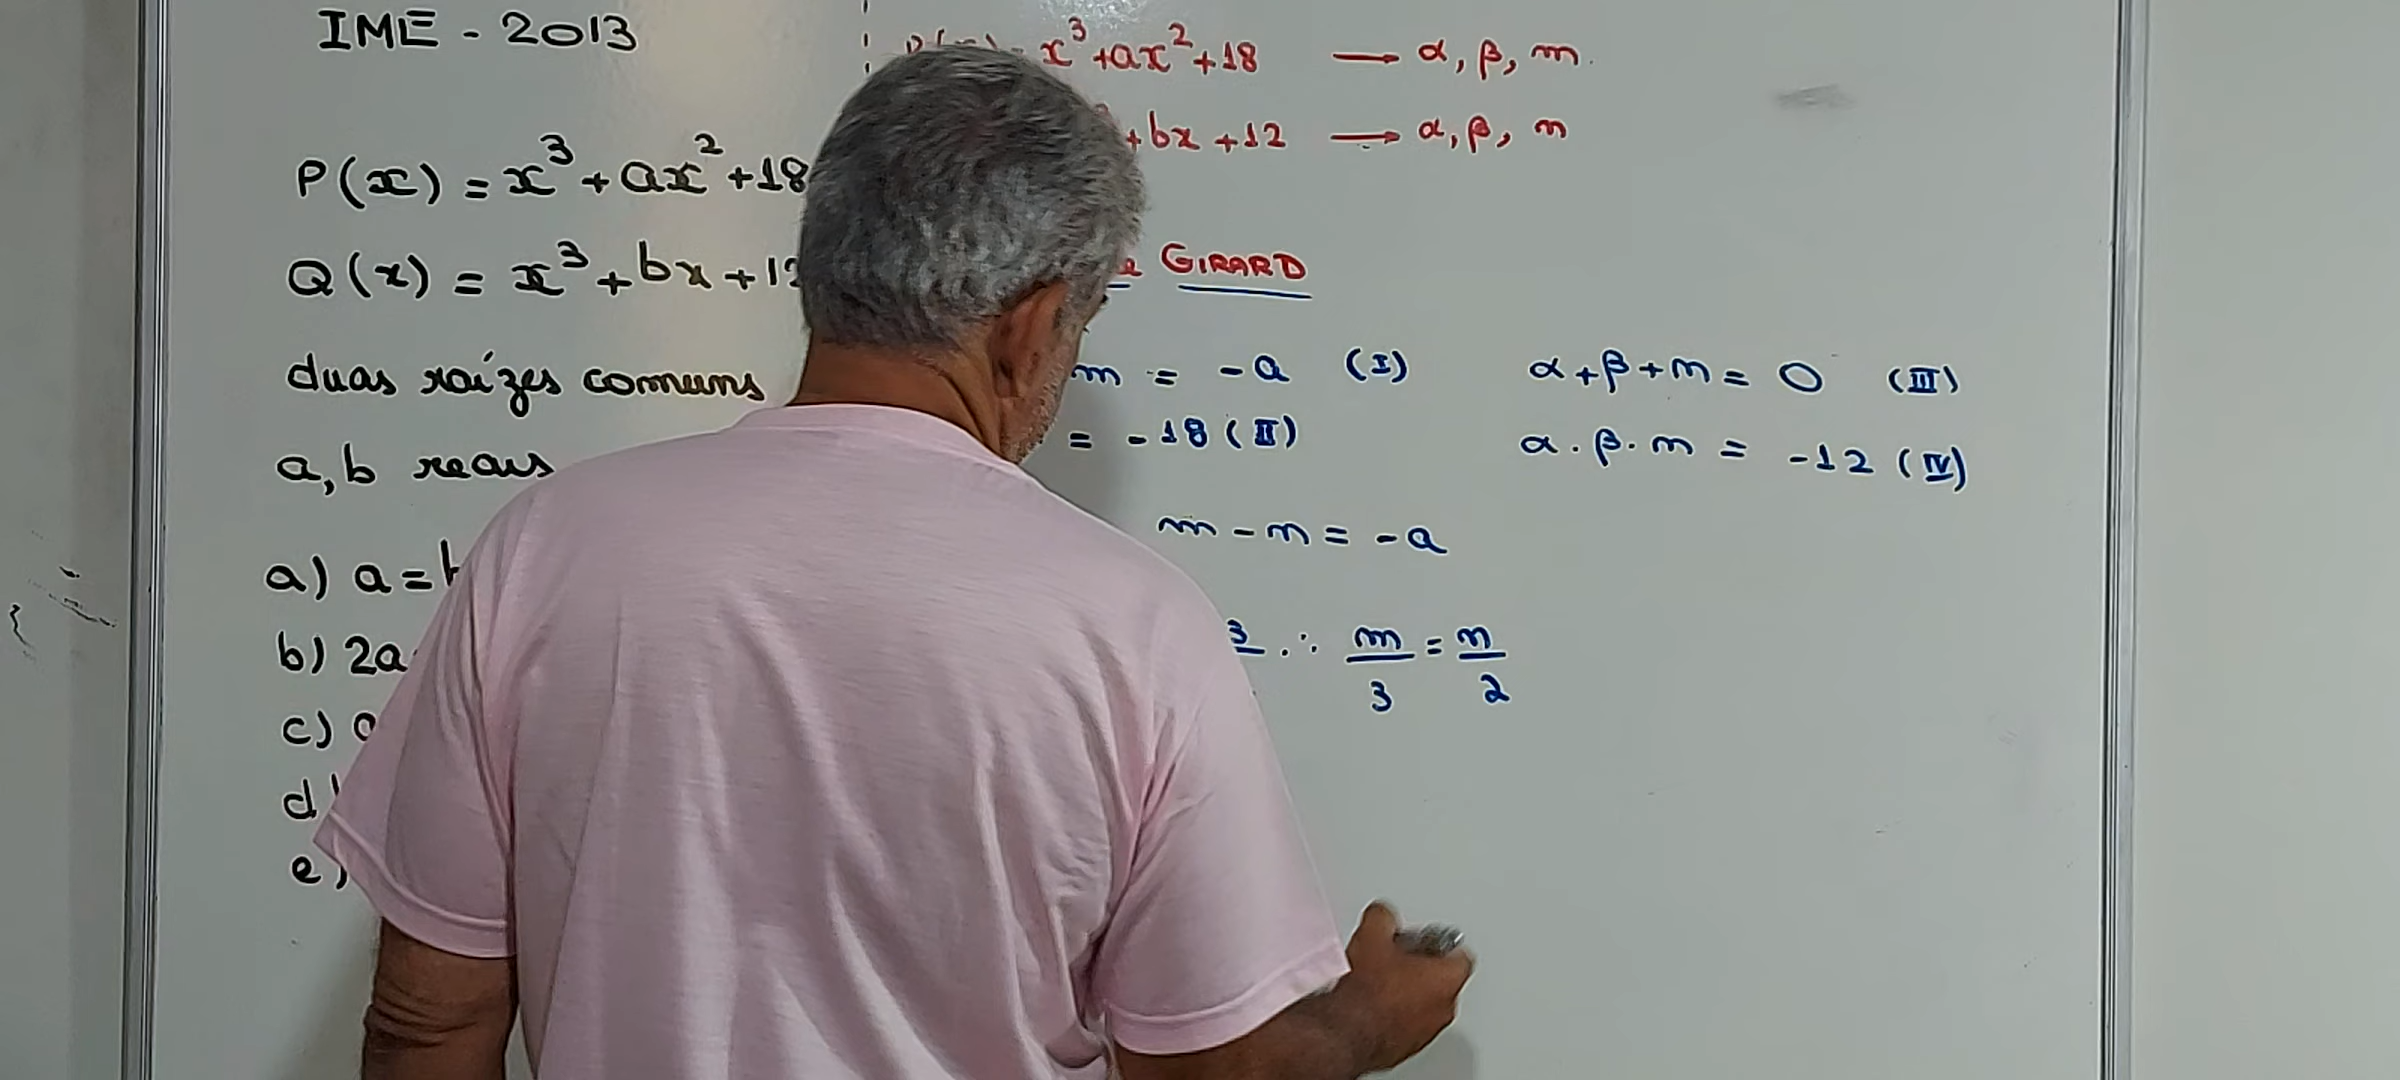 IME - 2013
P(x) = x³ + ax² + 18
Q(x) = x³ + bx + 12
duas raízes comuns
a, b reais
a) a = b
b) 2a
c) a
d)
e)
x³ + ax² + 18 → α, β, m
+ bx + 12 → α, β, n
GIRARD
m = -a (I)
= -18 (II)
α + β + n = 0 (III)
α . β . n = -12 (IV)
m - n = -a
3 ∴ m/3 = n/2